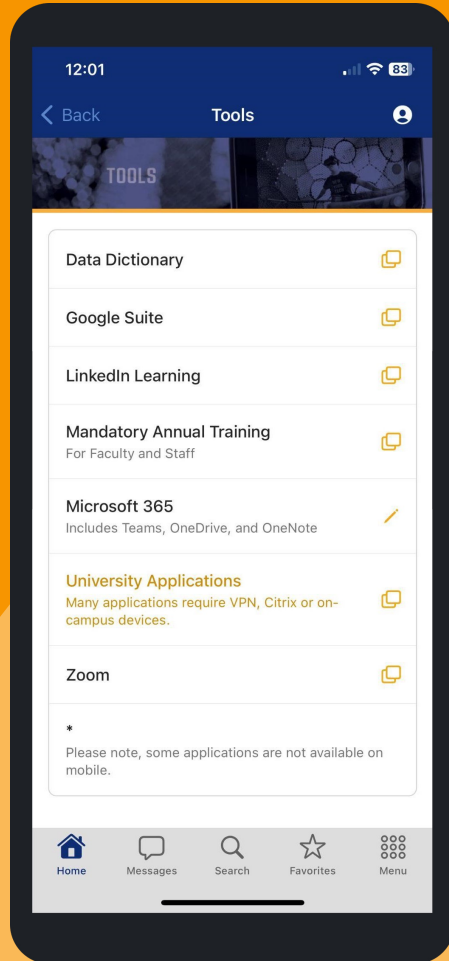 12:01
83
Back
Tools
TOOLS
Data Dictionary
Google Suite
LinkedIn Learning
Mandatory Annual Training
For Faculty and Staff
Microsoft 365
Includes Teams, OneDrive, and OneNote
University Applications
Many applications require VPN, Citrix or on-
campus devices.
Zoom
*
Please note, some applications are not available on
mobile.
Home
Messages
Search
Favorites
Menu